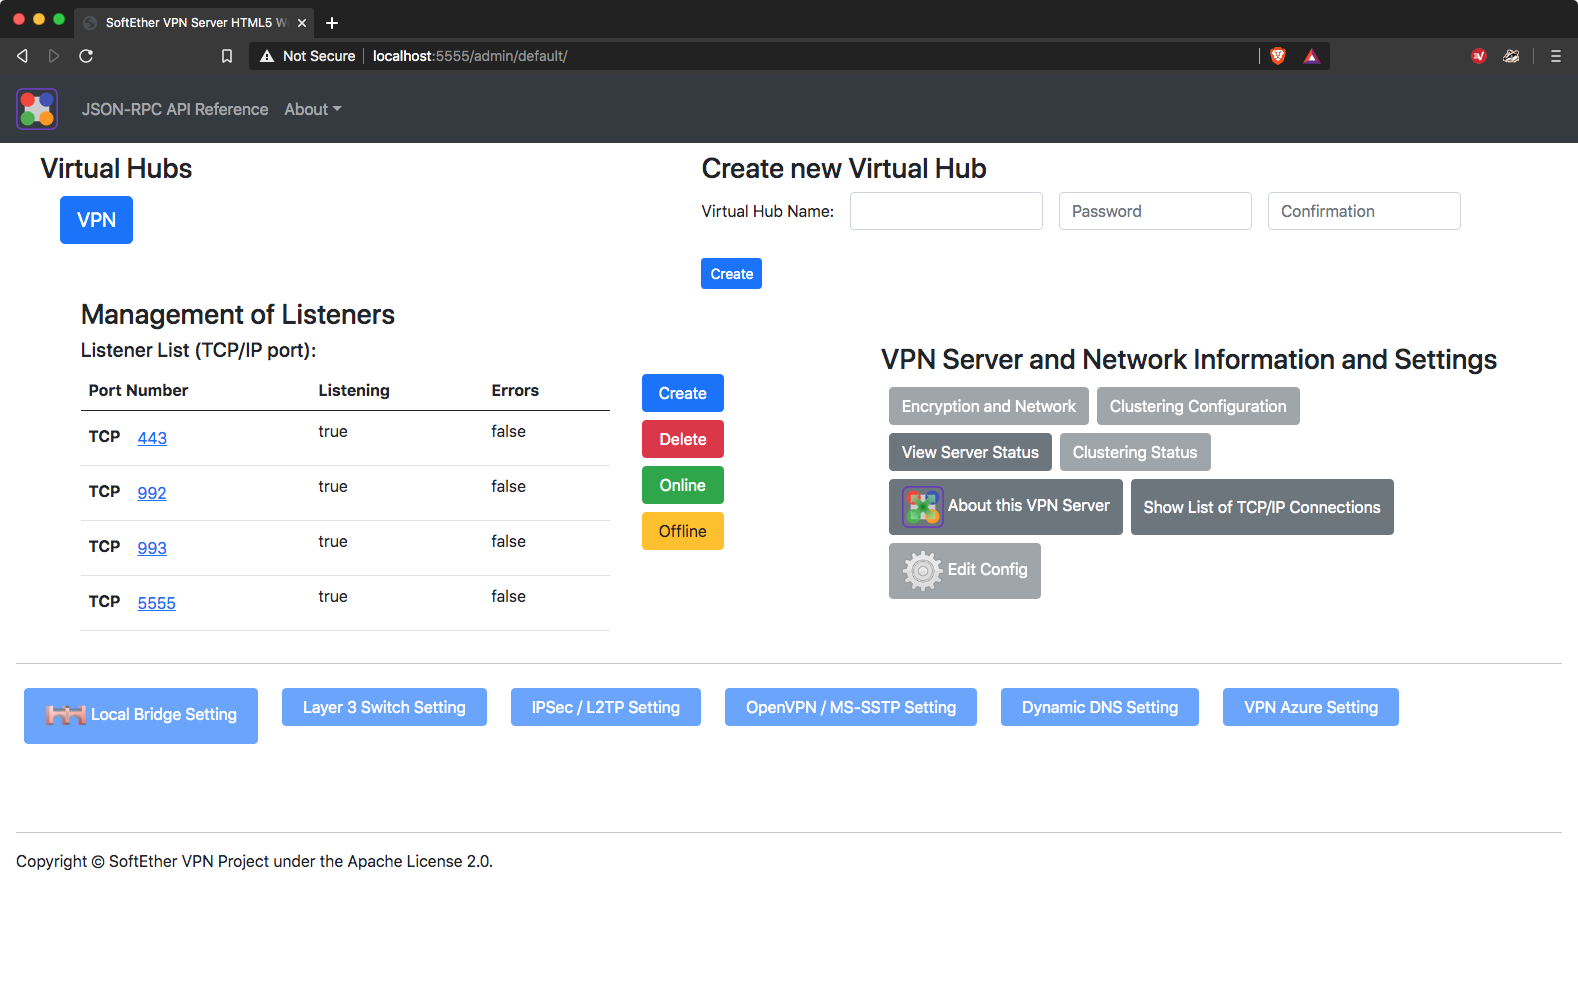 SoftEther VPN Server HTML5 W
Not Secure localhost:5555/admin/default/
JSON-RPC API Reference About
Virtual Hubs
VPN
Create new Virtual Hub
Virtual Hub Name: Password Confirmation
Create
Management of Listeners
Listener List (TCP/IP port):
Port Number Listening Errors
TCP 443 true false
TCP 992 true false
TCP 993 true false
TCP 5555 true false
Create
Delete
Online
Offline
VPN Server and Network Information and Settings
Encryption and Network Clustering Configuration
View Server Status Clustering Status
About this VPN Server Show List of TCP/IP Connections
Edit Config
Local Bridge Setting Layer 3 Switch Setting IPSec / L2TP Setting OpenVPN / MS-SSTP Setting Dynamic DNS Setting VPN Azure Setting
Copyright © SoftEther VPN Project under the Apache License 2.0.